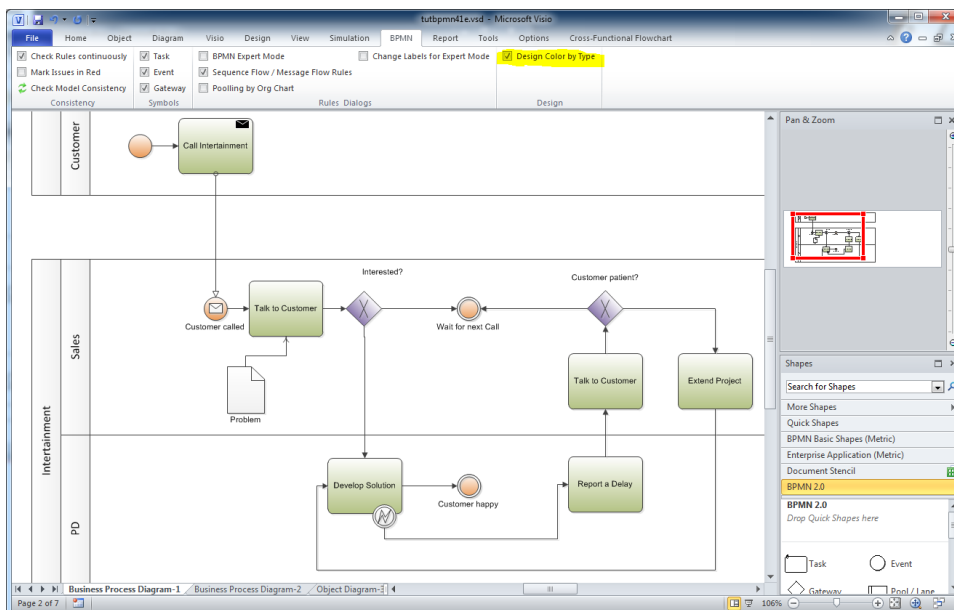 tutbpmn41e.vsd - Microsoft Visio
File Home Object Diagram Visio Design View Simulation BPMN Report Tools Options Cross-Functional Flowchart
Check Rules continuously
Mark Issues in Red
Check Model Consistency
Consistency
Task
Event
Gateway
Symbols
BPMN Expert Mode
Change Labels for Expert Mode
Sequence Flow / Message Flow Rules
Poolling by Org Chart
Rules Dialogs
Design Color by Type
Design
Customer
Call Intertainment
Intertainment
Sales
Interested?
Customer patient?
Talk to Customer
Customer called
Wait for next Call
Problem
Talk to Customer
Extend Project
PD
Develop Solution
Customer happy
Report a Delay
Pan & Zoom
Shapes
Search for Shapes
More Shapes
Quick Shapes
BPMN Basic Shapes (Metric)
Enterprise Application (Metric)
Document Stencil
BPMN 2.0
BPMN 2.0
Drop Quick Shapes here
Task
Event
Gateway
Pool / Lane
Business Process Diagram-1 Business Process Diagram-2 Object Diagram-3
Page 2 of 7
106%